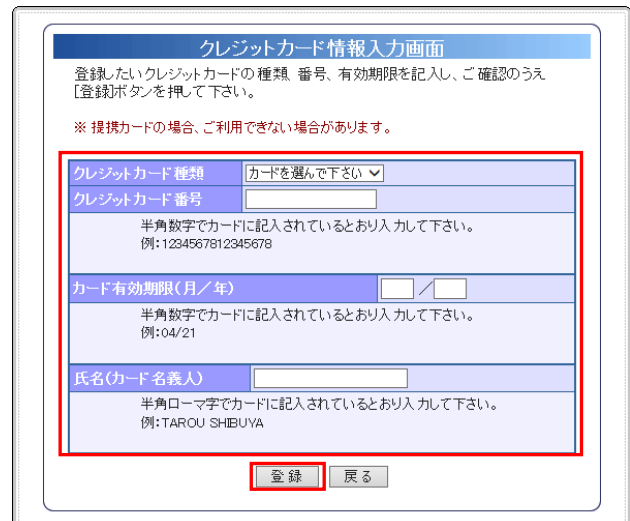 クレジットカード情報入力画面
登録したいクレジットカードの種類、番号、有効期限を記入し、ご確認のうえ
[登録]ボタンを押して下さい。
※ 提携カードの場合、ご利用できない場合があります。
クレジットカード種類 カードを選んで下さい
クレジットカード番号
半角数字でカードに記入されているとおり入力して下さい。
例:1234567812345678
カード有効期限(月/年) /
半角数字でカードに記入されているとおり入力して下さい。
例:04/21
氏名(カード名義人)
半角ローマ字でカードに記入されているとおり入力して下さい。
例:TAROU SHIBUYA
登録 戻る